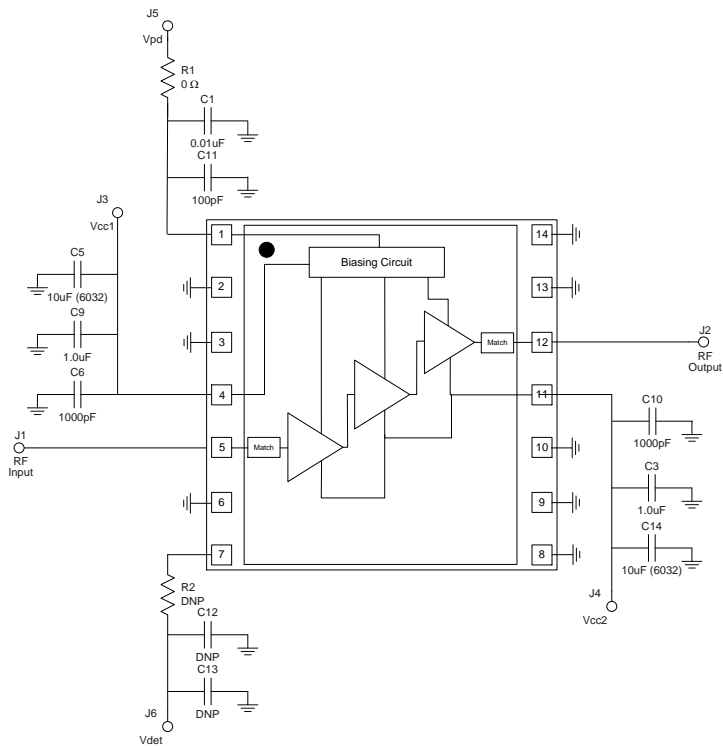 J5
Vpd
R1
0 Ω
C1
0.01uF
C11
100pF
J3
Vcc1
C5
10uF (6032)
C9
1.0uF
C6
1000pF
J1
RF
Input
1
2
3
4
5
6
7
Biasing Circuit
Match
Match
14
13
12
11
10
9
8
J2
RF
Output
C10
1000pF
C3
1.0uF
C14
10uF (6032)
J4
Vcc2
R2
DNP
C12
DNP
C13
DNP
J6
Vdet